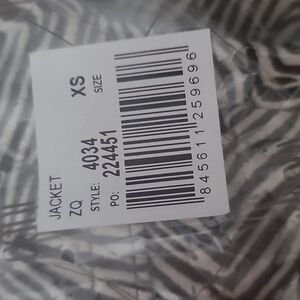 JACKET
ZQ
STYLE: 4034
PO: 224451
XS
SIZE
845611259696